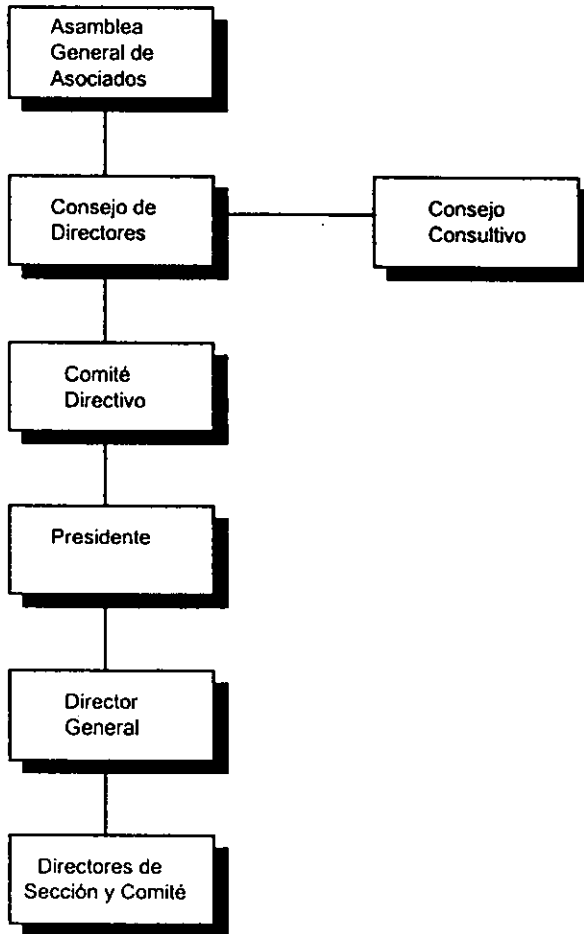 Asamblea
General de
Asociados
Consejo de
Directores
Consejo
Consultivo
Comité
Directivo
Presidente
Director
General
Directores de
Sección y Comité